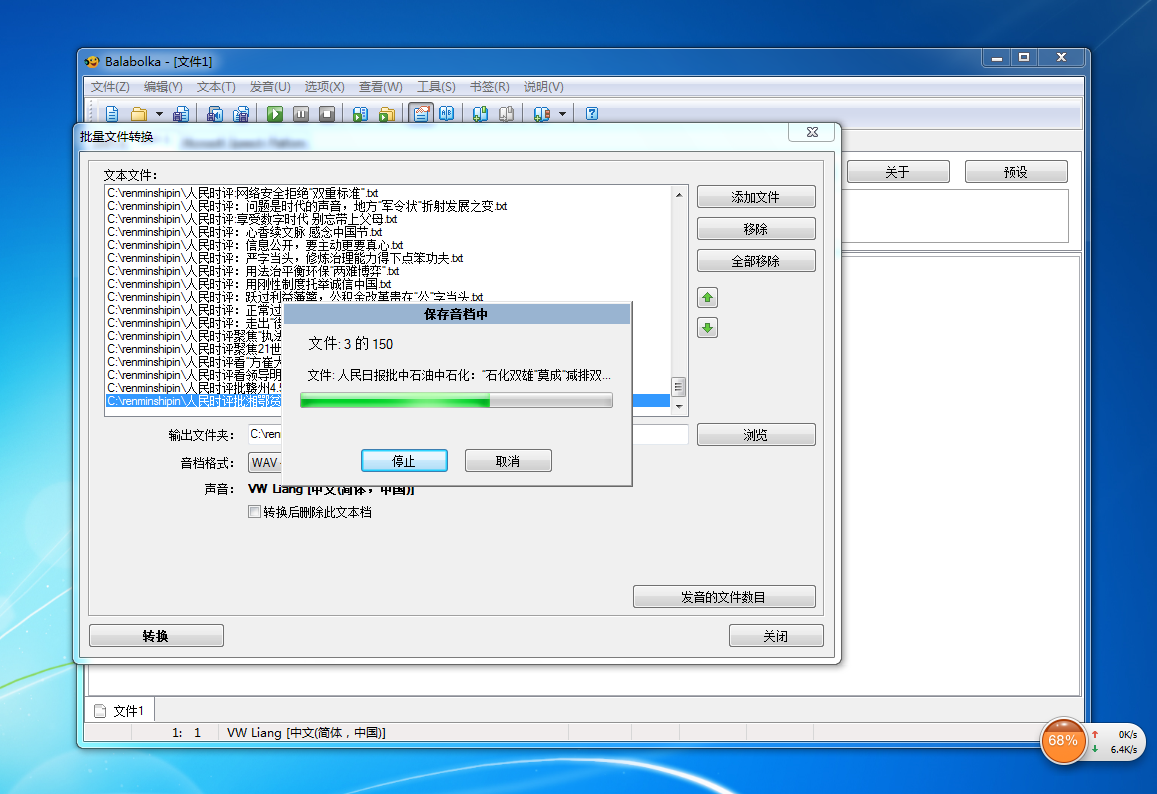 Balabolka - [文件1]
文件(Z) 编辑(Y) 文本(T) 发音(U) 选项(X) 查看(W) 工具(S) 书签(R) 说明(V)
批量文件转换
关于 预设
文本文件:
C:\renminshipin\人民时评:网络安全拒绝"双重标准".txt
C:\renminshipin\人民时评：问题是时代的声音，地方"军令状"折射发展之变.txt
C:\renminshipin\人民时评:享受数字时代 别忘带上父母.txt
C:\renminshipin\人民时评：心香续文脉 感念中国节.txt
C:\renminshipin\人民时评：信息公开，要主动更要真心.txt
C:\renminshipin\人民时评：严字当头，修炼治理能力得下点笨功夫.txt
C:\renminshipin\人民时评：用法治平衡环保"两难博弈".txt
C:\renminshipin\人民时评：用刚性制度托举诚信中国.txt
C:\renminshipin\人民时评：跃过利益藩篱，公积金改革贵在"公"字当头.txt
C:\renminshipin\人民时评：正常过
C:\renminshipin\人民时评：走出"
C:\renminshipin\人民时评聚焦"执法
C:\renminshipin\人民时评聚焦21世
C:\renminshipin\人民时评看"方崔大
C:\renminshipin\人民时评看领导明
C:\renminshipin\人民时评批赣州4.5
C:\renminshipin\人民时评批湘鄂贫
添加文件
移除
全部移除
保存音档中
文件: 3 的 150
文件: 人民日报批中石油中石化："石化双雄"莫成"减排双...
停止 取消
输出文件夹: C:\ren 浏览
音档格式: WAV
声音: VW Liang [中文(简体，中国)]
转换后删除此文本档
发音的文件数目
转换 关闭
文件1
1: 1 VW Liang [中文(简体，中国)]
68% 0K/s
6.4K/s